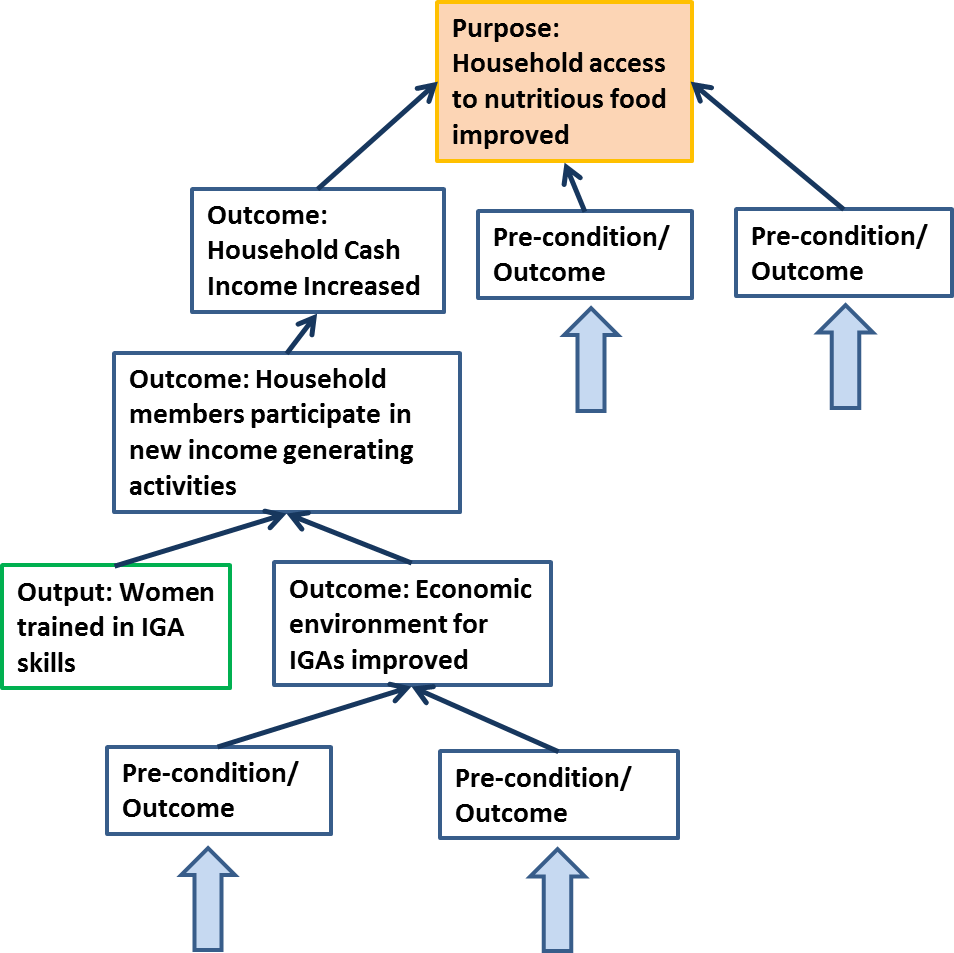 Purpose:
Household access
to nutritious food
improved
Outcome:
Household Cash
Income Increased
Pre-condition/
Outcome
Pre-condition/
Outcome
Outcome: Household
members participate in
new income generating
activities
Output: Women
trained in IGA
skills
Outcome: Economic
environment for
IGAs improved
Pre-condition/
Outcome
Pre-condition/
Outcome